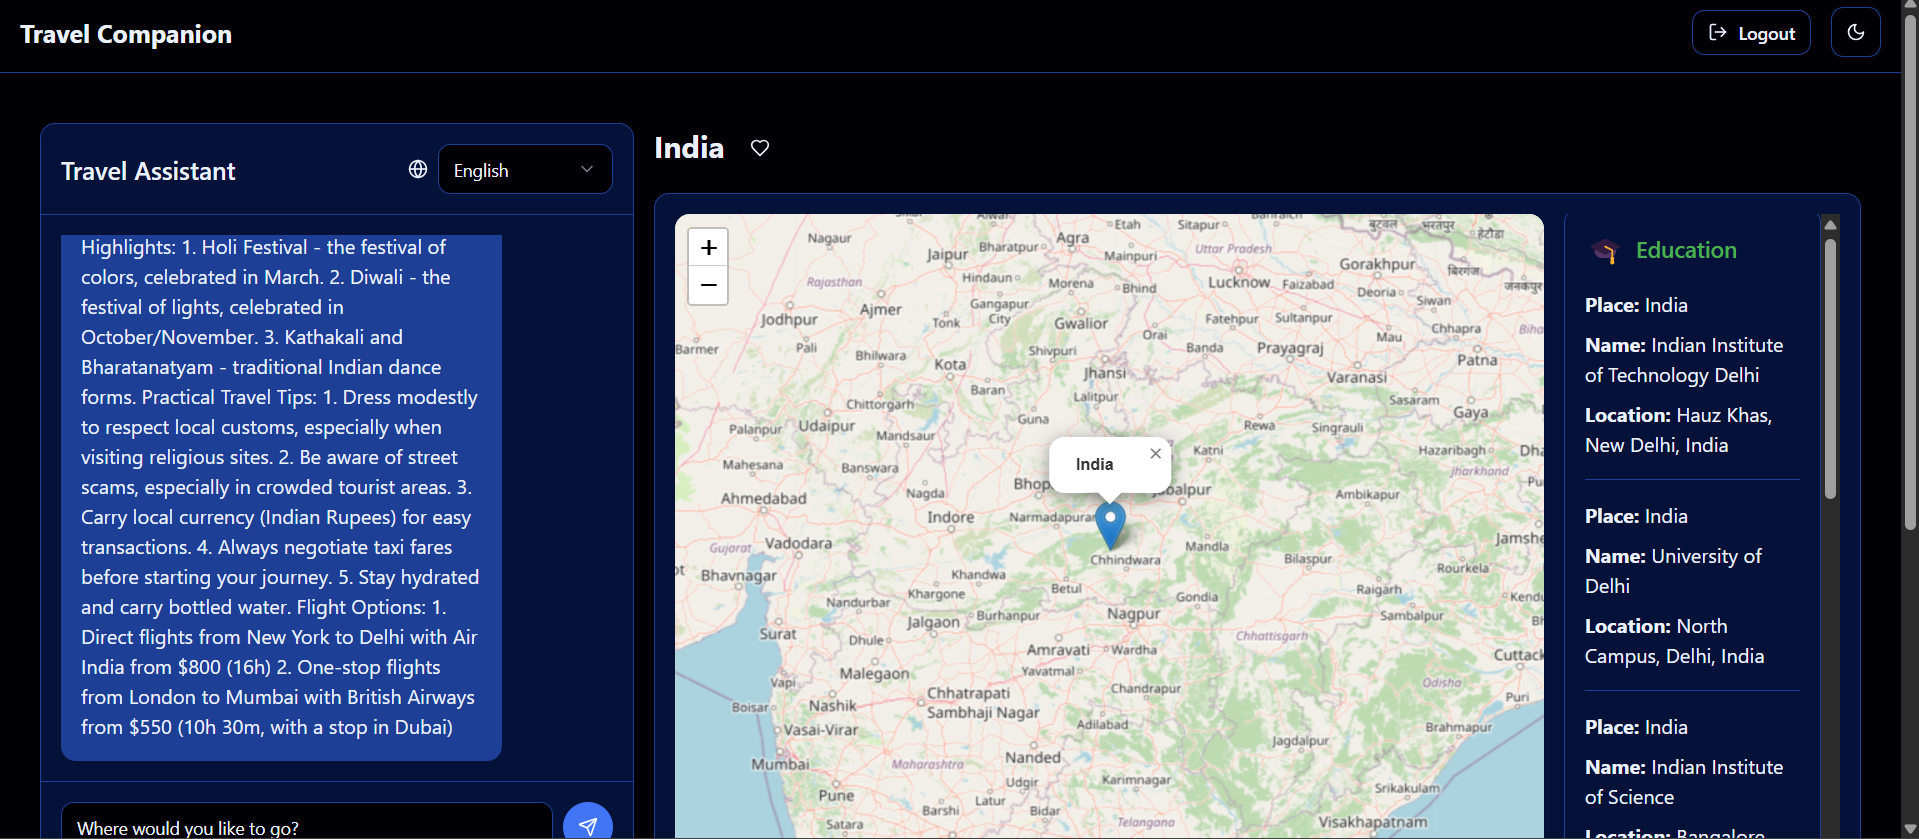 Travel Companion
Logout
Travel Assistant
English
Highlights: 1. Holi Festival - the festival of
colors, celebrated in March. 2. Diwali - the
festival of lights, celebrated in
October/November. 3. Kathakali and
Bharatanatyam - traditional Indian dance
forms. Practical Travel Tips: 1. Dress modestly
to respect local customs, especially when
visiting religious sites. 2. Be aware of street
scams, especially in crowded tourist areas. 3.
Carry local currency (Indian Rupees) for easy
transactions. 4. Always negotiate taxi fares
before starting your journey. 5. Stay hydrated
and carry bottled water. Flight Options: 1.
Direct flights from New York to Delhi with Air
India from $800 (16h) 2. One-stop flights
from London to Mumbai with British Airways
from $550 (10h 30m, with a stop in Dubai)
Where would you like to go?
India
+
−
Etah
Sitapur
Nagaur
Agra
Jaipur
Bharatpur
Mainpuri
Uttar Pradesh
Gorakhpur
बिरगंज
Rajasthan
Hindaun
Morena
Bhind
Lucknow
Faizabad
Deoria
Siwan
जनकपुर
Ajmer
Gangapur
City
Jodhpur
Tonk
Gwalior
Fatehpur
Sultanpur
Chhapra
Orai
Mau
Barmer
Pali
Bhilwara
Kota
Shivpuri
Banda
Prayagraj
Patna
Jhansi
Varanasi
Baran
Lalitpur
Chittorgarh
Sasaram
Gaya
Guna
Palanpur
Udaipur
Mandsaur
Rewa
Singrauli
Katni
Hazaribagh
Mahesana
Banswara
Jharkhand
India
×
Nagda
Ambikapur
Ahmedabad
Indore
Gujarat
Vadodara
Mandla
Chhindwara
Bilaspur
Rourkela
Bhavnagar
Khandwa
Betul
Gondia
Raigarh
Nandurbar
Khargone
Burhanpur
Nagpur
Sambalpur
Jalgaon
Surat
Dhule
Amravati
Wardha
Chhattisgarh
Malegaon
Yavatmal
Cuttack
Vapi
Chandrapur
Odisha
Puri
Boisar
Nashik
Chhatrapati
Sambhaji Nagar
Adilabad
Brahmapur
Vasai-Virar
Jagdalpur
Nanded
Mumbai
Maharashtra
Udgir
Karimnagar
Srikakulam
Pune
Latur
Barshi
Bidar
Satara
Telangana
Visakhapatnam
Education
Place: India
Name: Indian Institute
of Technology Delhi
Location: Hauz Khas,
New Delhi, India
Place: India
Name: University of
Delhi
Location: North
Campus, Delhi, India
Place: India
Name: Indian Institute
of Science
Location: Bangalore,